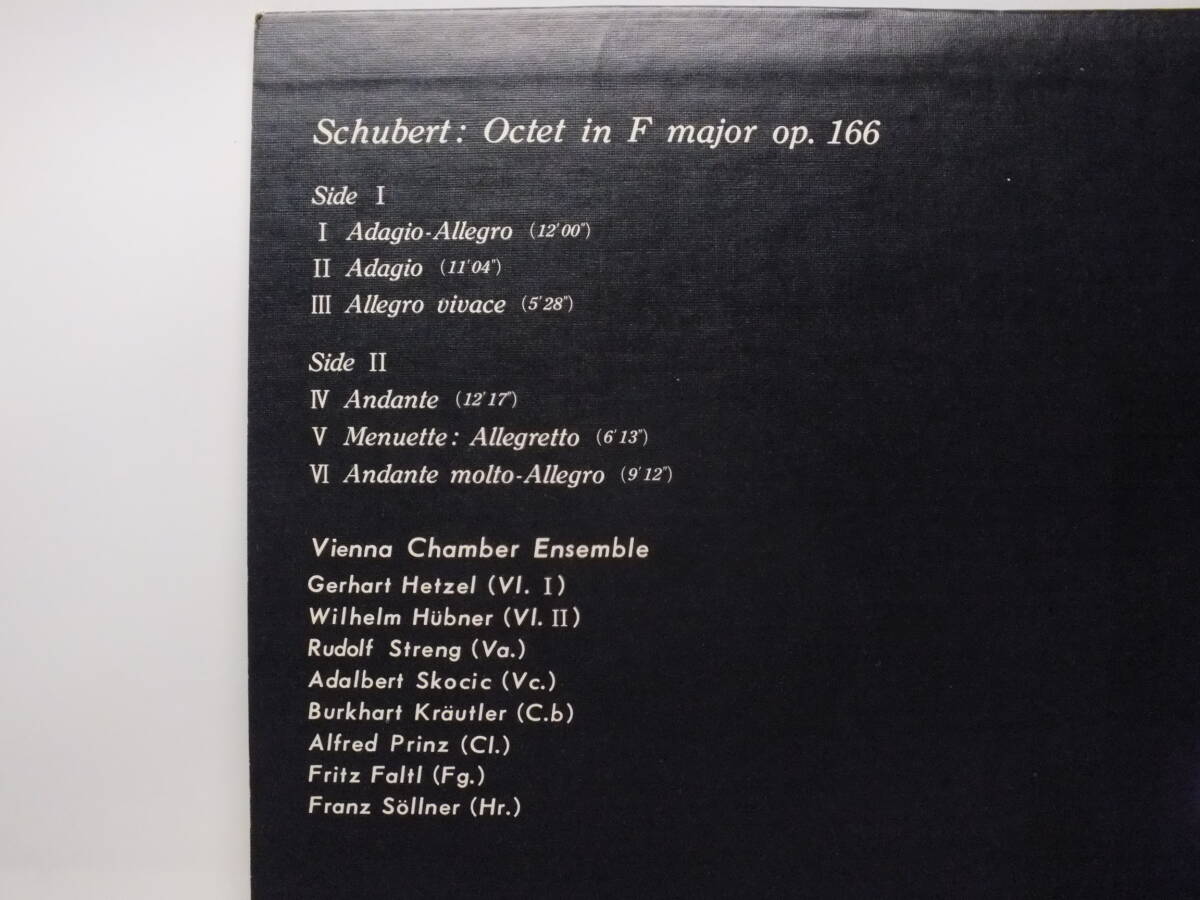 Schubert: Octet in F major op. 166
Side Ⅰ
Ⅰ Adagio-Allegro (12'00")
Ⅱ Adagio (11'04")
Ⅲ Allegro vivace (5'28")
Side Ⅱ
Ⅳ Andante (12'17")
Ⅴ Menuette: Allegretto (6'13")
Ⅵ Andante molto-Allegro (9'12")
Vienna Chamber Ensemble
Gerhart Hetzel (Vl. Ⅰ)
Wilhelm Hübner (Vl. Ⅱ)
Rudolf Streng (Va.)
Adalbert Skocic (Vc.)
Burkhart Kräutler (C.b)
Alfred Prinz (Cl.)
Fritz Faltl (Fg.)
Franz Söllner (Hr.)